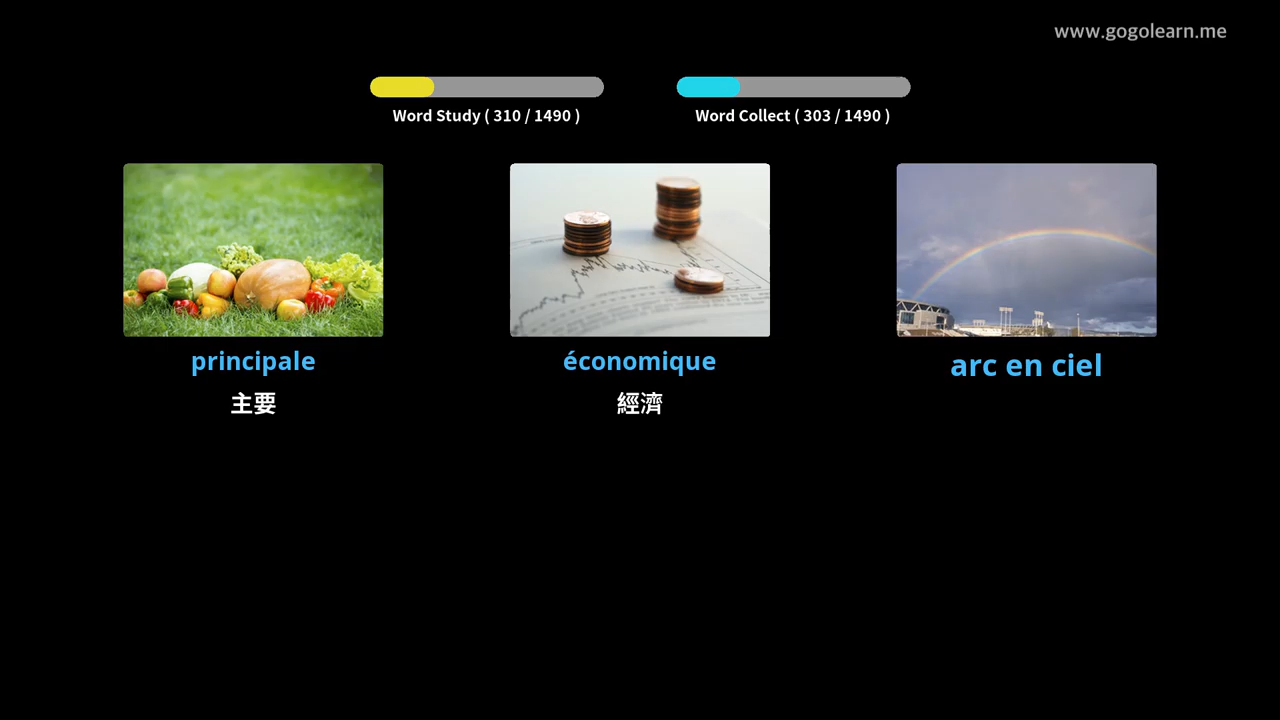 www.gogolearn.me
Word Study ( 310 / 1490 )
Word Collect ( 303 / 1490 )
principale
主要
économique
經濟
arc en ciel